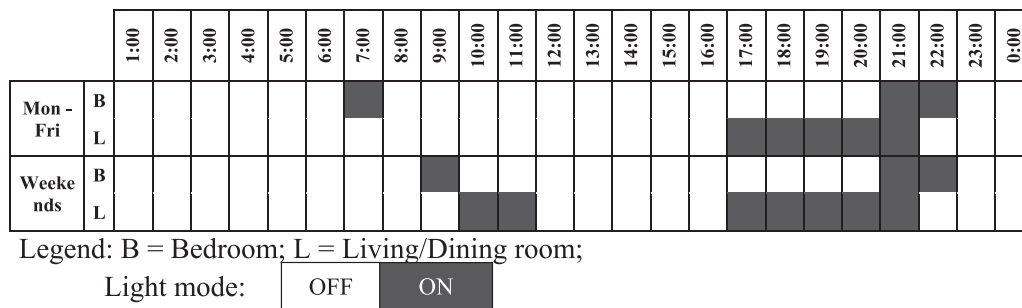 1:00 2:00 3:00 4:00 5:00 6:00 7:00 8:00 9:00 10:00 11:00 12:00 13:00 14:00 15:00 16:00 17:00 18:00 19:00 20:00 21:00 22:00 23:00 0:00
Mon -
Fri
B
L
Weeke
nds
B
L
Legend: B = Bedroom; L = Living/Dining room;
Light mode: OFF ON